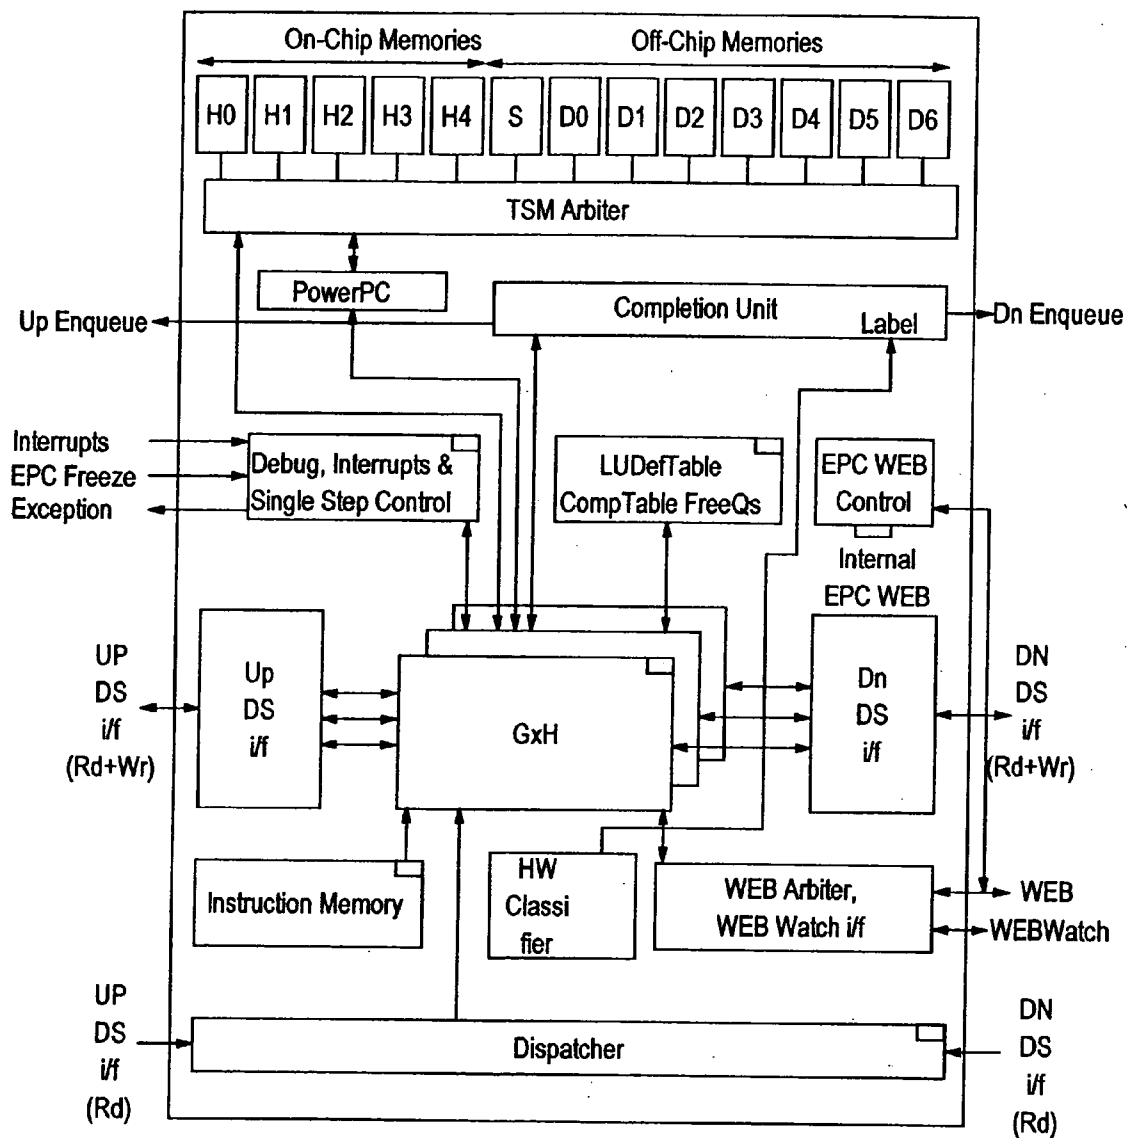 On-Chip Memories
Off-Chip Memories
H0 H1 H2 H3 H4 S D0 D1 D2 D3 D4 D5 D6
TSM Arbiter
PowerPC
Completion Unit
Label
Up Enqueue
Dn Enqueue
Interrupts
EPC Freeze
Exception
Debug, Interrupts &
Single Step Control
LUDefTable
CompTable FreeQs
EPC WEB
Control
Internal
EPC WEB
UP
DS
i/f
(Rd+Wr)
Up
DS
i/f
GxH
Dn
DS
i/f
DN
DS
i/f
(Rd+Wr)
Instruction Memory
HW
Classi
fier
WEB Arbiter,
WEB Watch i/f
WEB
WEBWatch
UP
DS
i/f
(Rd)
Dispatcher
DN
DS
i/f
(Rd)